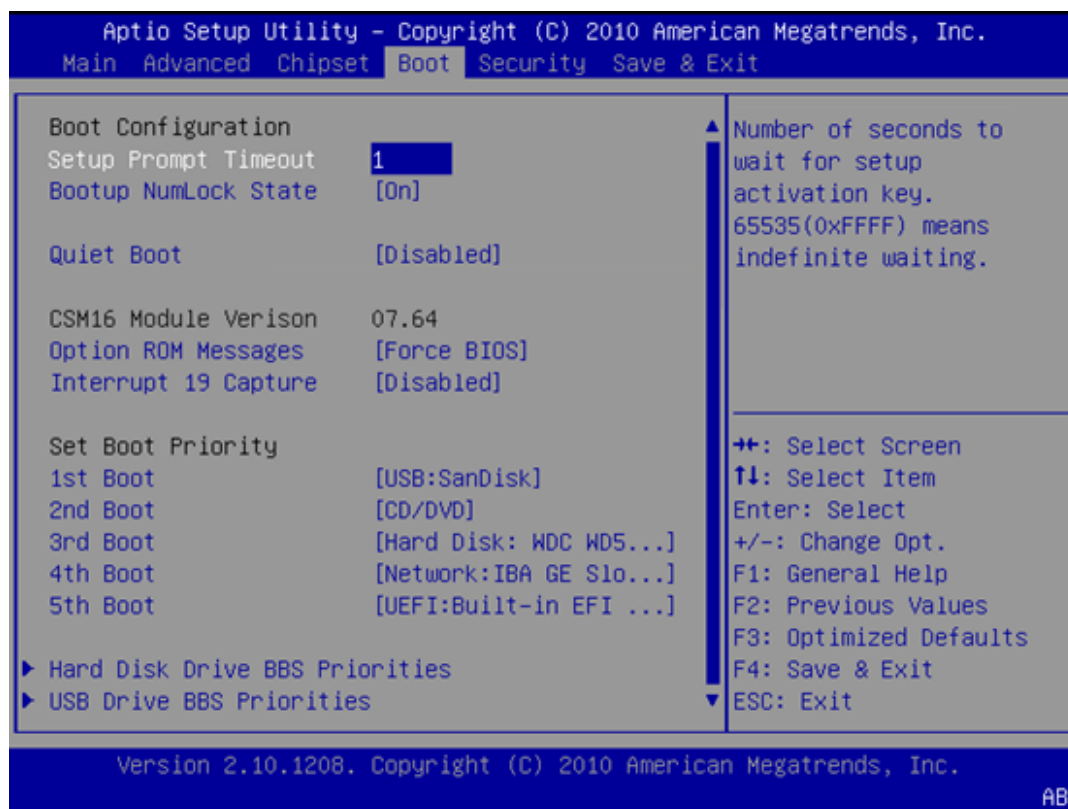 Aptio Setup Utility – Copyright (C) 2010 American Megatrends, Inc.
Main Advanced Chipset Boot Security Save & Exit
Boot Configuration
Setup Prompt Timeout 1
Bootup NumLock State [On]
Quiet Boot [Disabled]
CSM16 Module Verison 07.64
Option ROM Messages [Force BIOS]
Interrupt 19 Capture [Disabled]
Set Boot Priority
1st Boot [USB:SanDisk]
2nd Boot [CD/DVD]
3rd Boot [Hard Disk: WDC WD5...]
4th Boot [Network:IBA GE Slo...]
5th Boot [UEFI:Built-in EFI ...]
Hard Disk Drive BBS Priorities
USB Drive BBS Priorities
Number of seconds to
wait for setup
activation key.
65535(0xFFFF) means
indefinite waiting.
→←: Select Screen
↑↓: Select Item
Enter: Select
+/-: Change Opt.
F1: General Help
F2: Previous Values
F3: Optimized Defaults
F4: Save & Exit
ESC: Exit
Version 2.10.1208. Copyright (C) 2010 American Megatrends, Inc.
AB